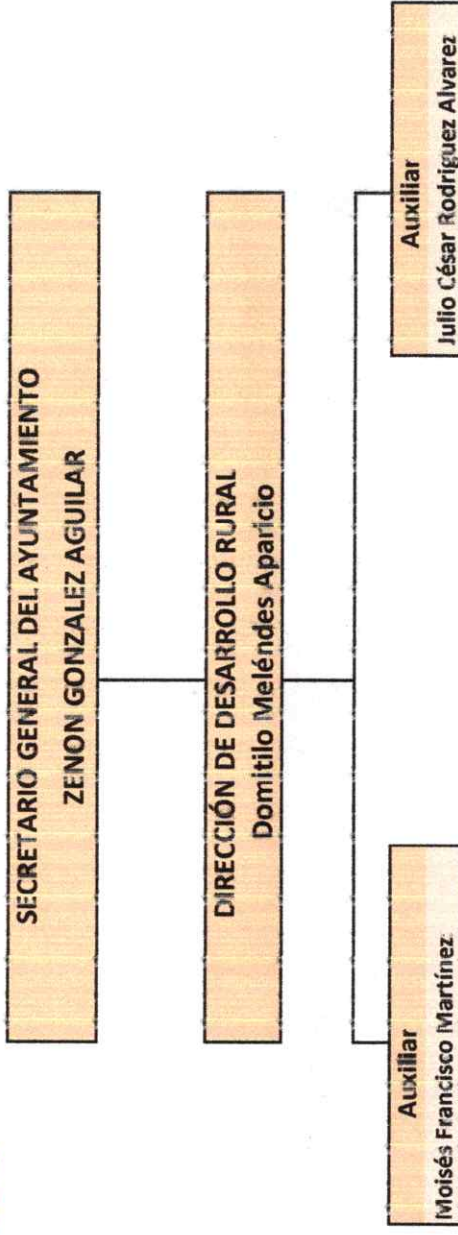 SECRETARIO GENERAL DEL AYUNTAMIENTO
ZENON GONZALEZ AGUILAR
DIRECCIÓN DE DESARROLLO RURAL
Domitilo Meléndes Aparicio
Auxiliar
Moisés Francisco Martínez
Auxiliar
Julio César Rodríguez Alvarez